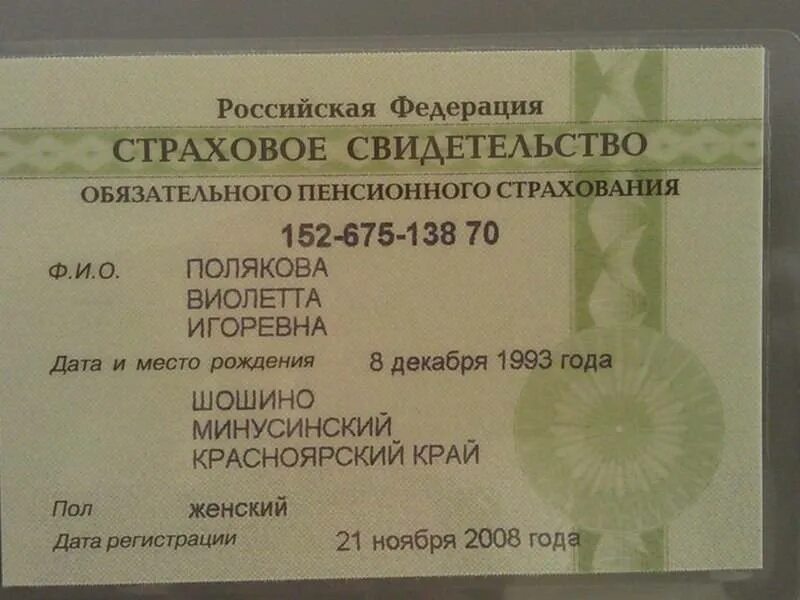 Российская Федерация
СТРАХОВОЕ СВИДЕТЕЛЬСТВО
ОБЯЗАТЕЛЬНОГО ПЕНСИОННОГО СТРАХОВАНИЯ
152-675-138 70
Ф.И.О. ПОЛЯКОВА
ВИОЛЕТТА
ИГОРЕВНА
Дата и место рождения 8 декабря 1993 года
ШОШИНО
МИНУСИНСКИЙ
КРАСНОЯРСКИЙ КРАЙ
Пол женский
Дата регистрации 21 ноября 2008 года